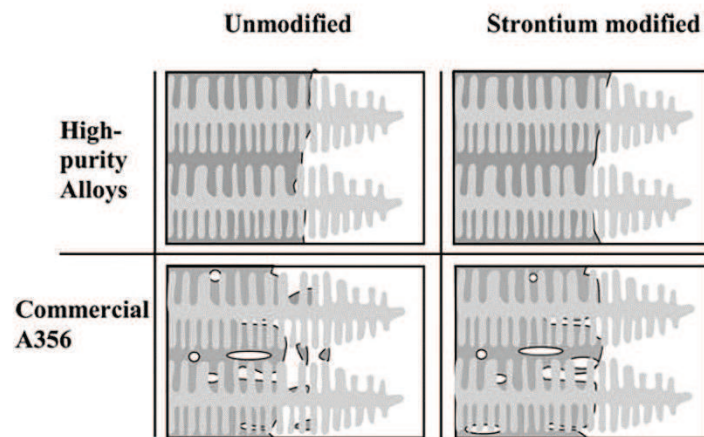 Unmodified
Strontium modified
High-
purity
Alloys
Commercial
A356